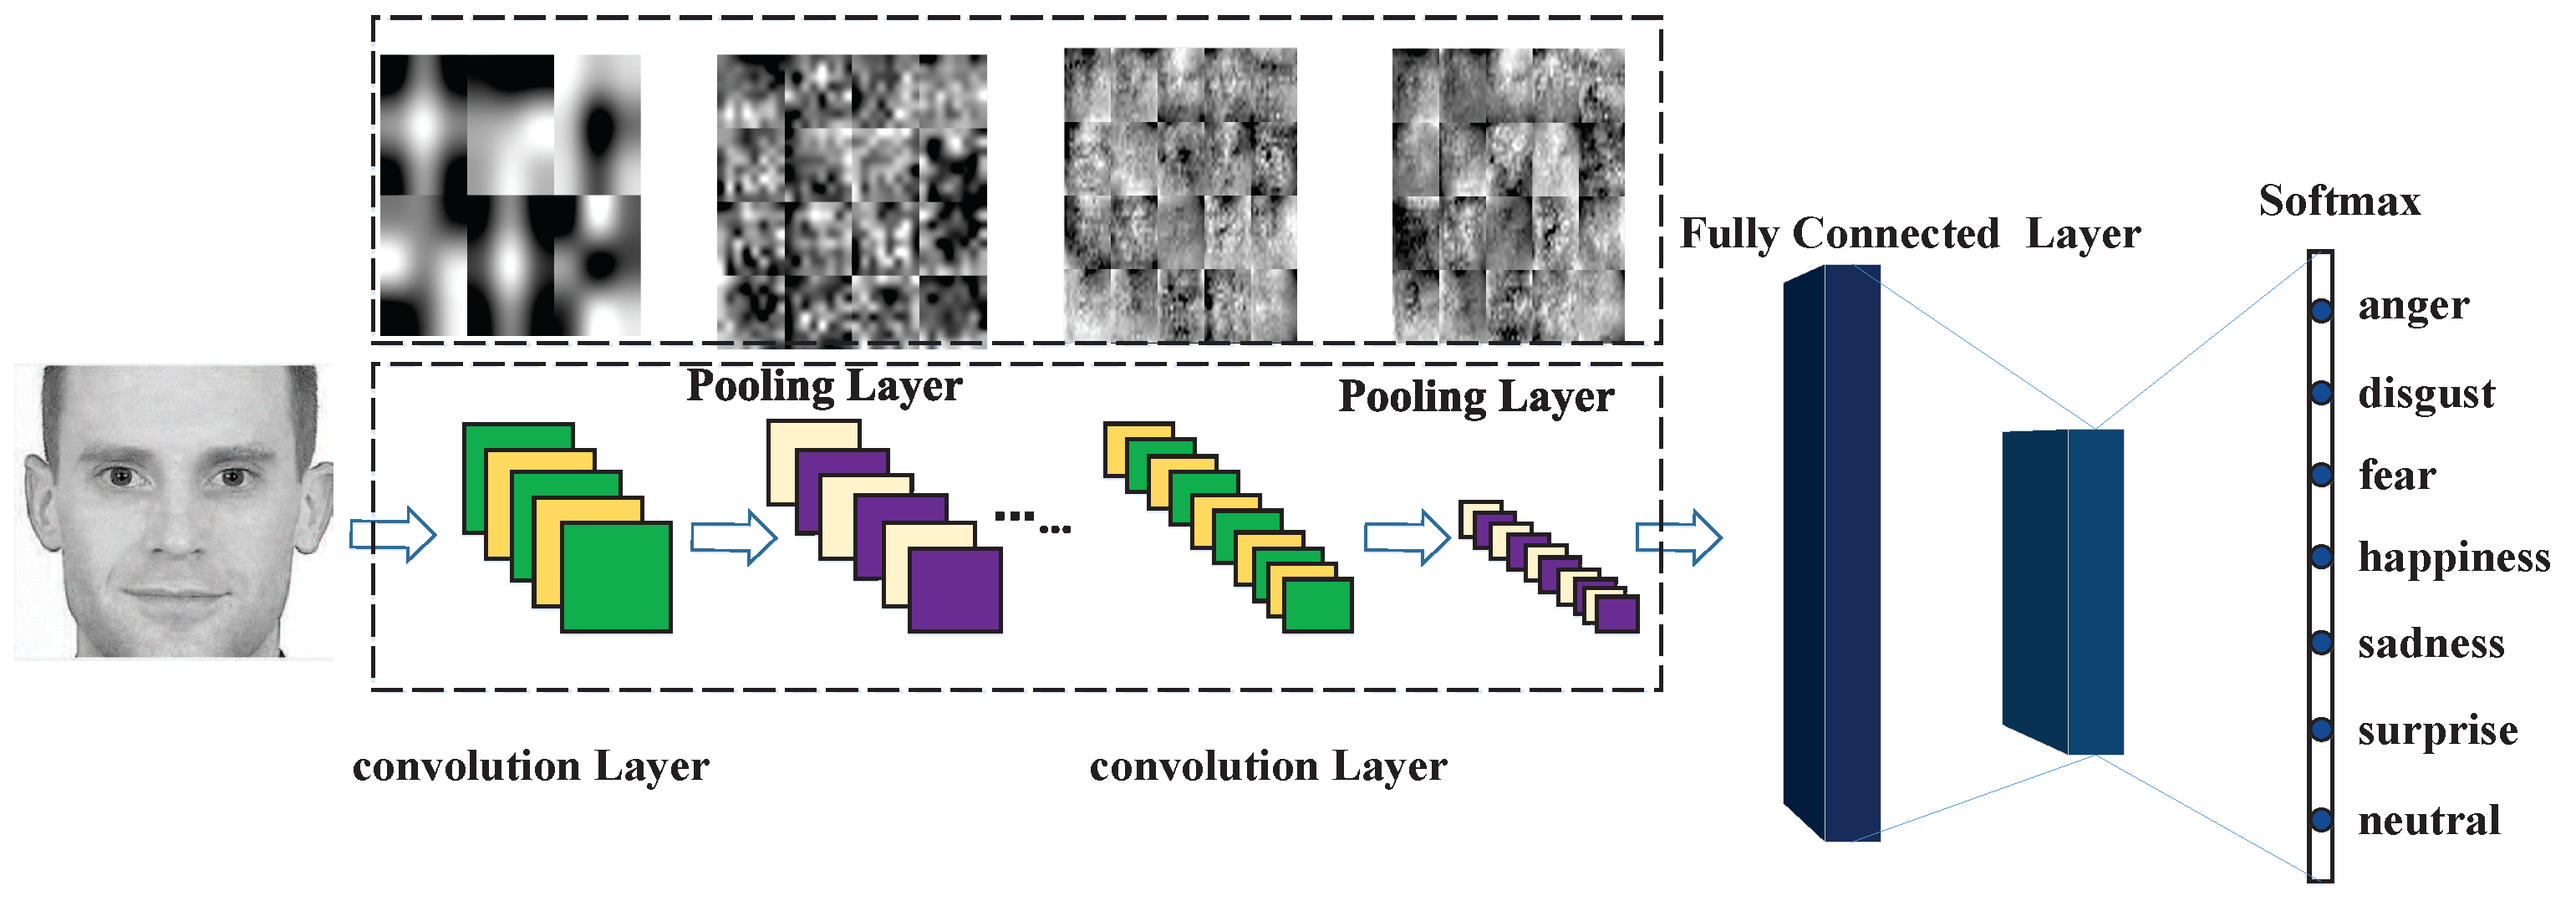 Pooling Layer
Pooling Layer
convolution Layer
convolution Layer
Fully Connected Layer
Softmax
anger
disgust
fear
happiness
sadness
surprise
neutral